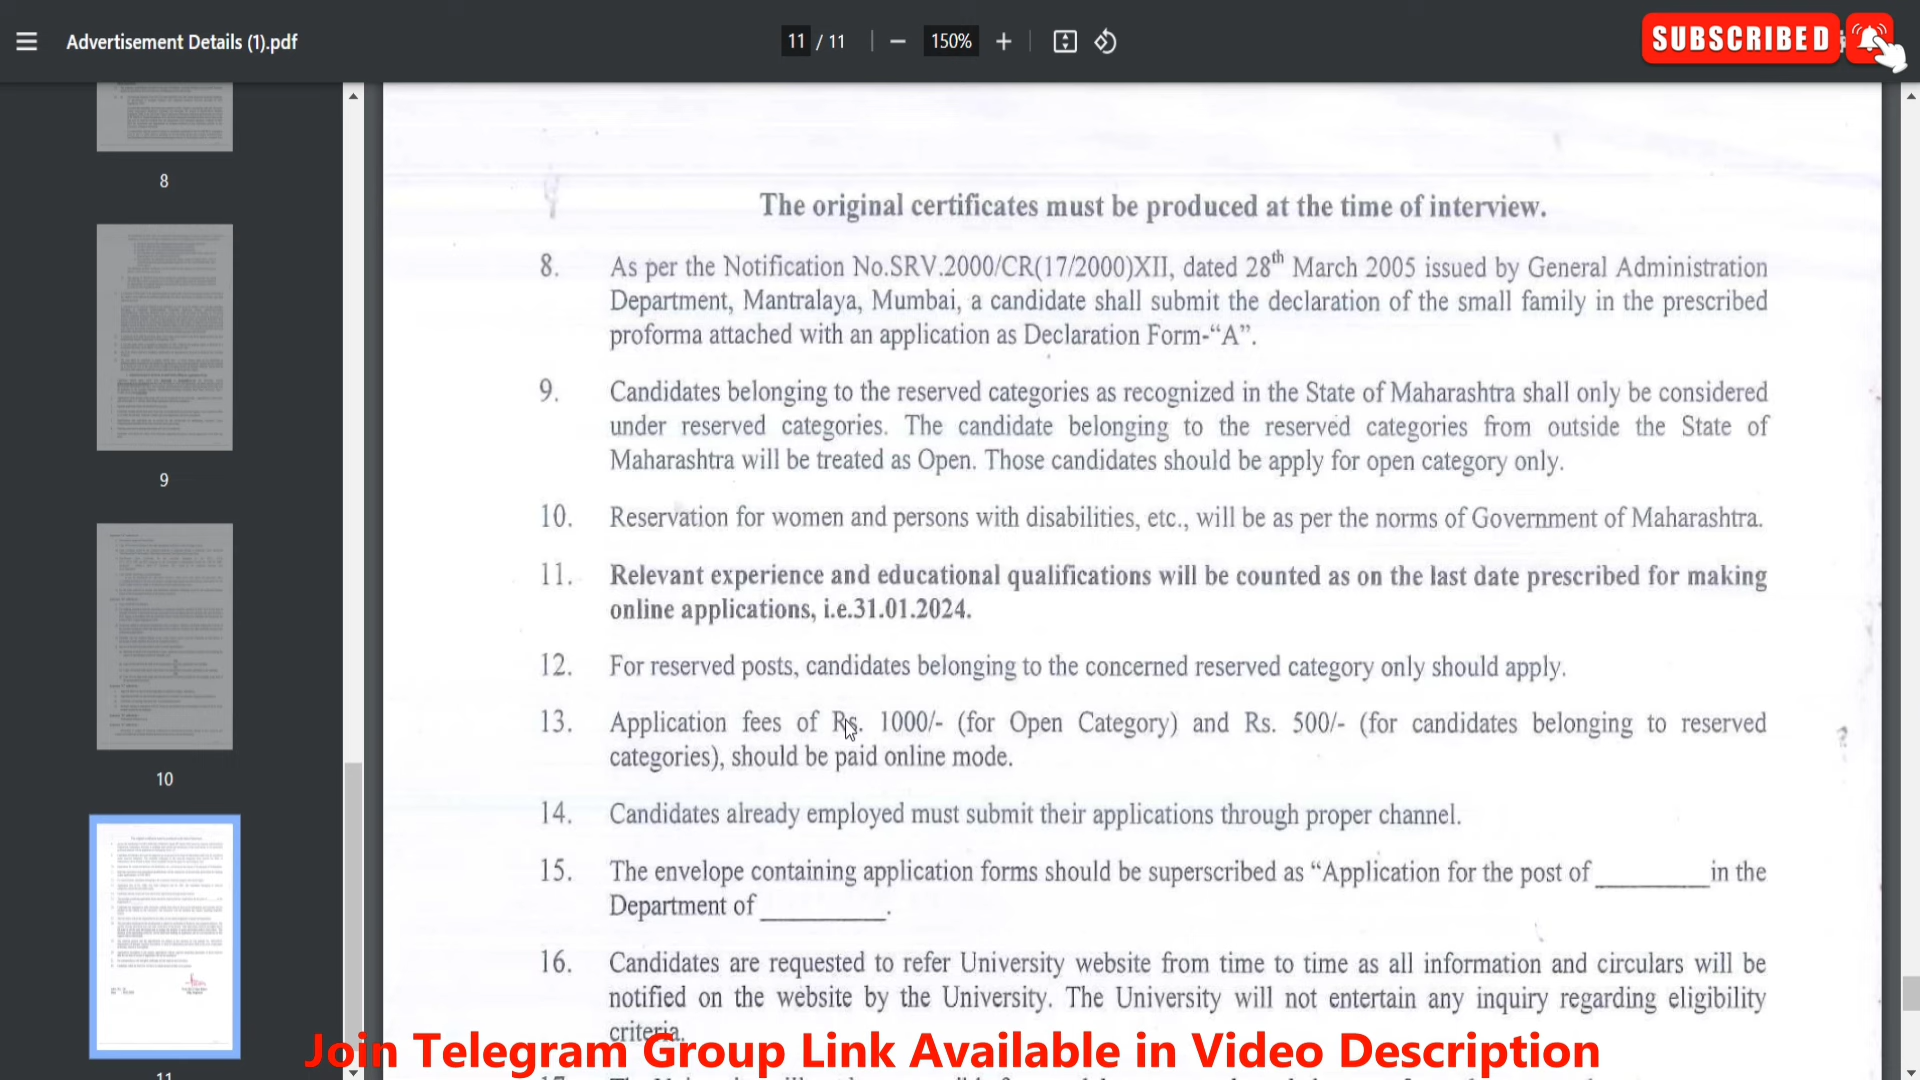 Advertisement Details (1).pdf
11 / 11
150%
SUBSCRIBED
8
9
10
11
The original certificates must be produced at the time of interview.
8. As per the Notification No.SRV.2000/CR(17/2000)XII, dated 28th March 2005 issued by General Administration
Department, Mantralaya, Mumbai, a candidate shall submit the declaration of the small family in the prescribed
proforma attached with an application as Declaration Form-“A”.
9. Candidates belonging to the reserved categories as recognized in the State of Maharashtra shall only be considered
under reserved categories. The candidate belonging to the reserved categories from outside the State of
Maharashtra will be treated as Open. Those candidates should be apply for open category only.
10. Reservation for women and persons with disabilities, etc., will be as per the norms of Government of Maharashtra.
11. Relevant experience and educational qualifications will be counted as on the last date prescribed for making
online applications, i.e.31.01.2024.
12. For reserved posts, candidates belonging to the concerned reserved category only should apply.
13. Application fees of Rs. 1000/- (for Open Category) and Rs. 500/- (for candidates belonging to reserved
categories), should be paid online mode.
14. Candidates already employed must submit their applications through proper channel.
15. The envelope containing application forms should be superscribed as “Application for the post of _________ in the
Department of __________.
16. Candidates are requested to refer University website from time to time as all information and circulars will be
notified on the website by the University. The University will not entertain any inquiry regarding eligibility
criteria.
Join Telegram Group Link Available in Video Description